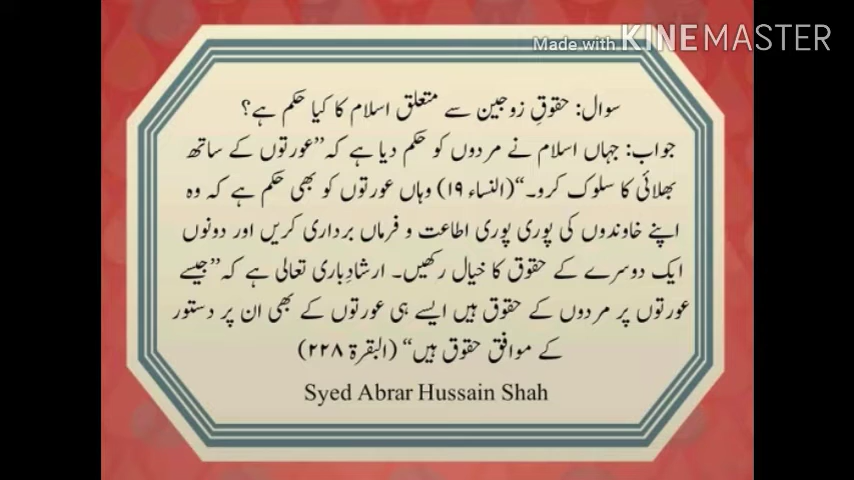 Made with KINEMASTER
سوال: حقوقِ زوجین سے متعلق اسلام کا کیا حکم ہے؟
جواب: جہاں اسلام نے مردوں کو حکم دیا ہے کہ ”عورتوں کے ساتھ
بھلائی کا سلوک کرو۔“ (النساء ۱۹) وہاں عورتوں کو بھی حکم ہے کہ وہ
اپنے خاوندوں کی پوری پوری اطاعت و فرماں برداری کریں اور دونوں
ایک دوسرے کے حقوق کا خیال رکھیں۔ ارشادِ باری تعالی ہے کہ ”جیسے
عورتوں پر مردوں کے حقوق ہیں ایسے ہی عورتوں کے بھی ان پر دستور
کے موافق حقوق ہیں“ (البقرۃ ۲۲۸)
Syed Abrar Hussain Shah